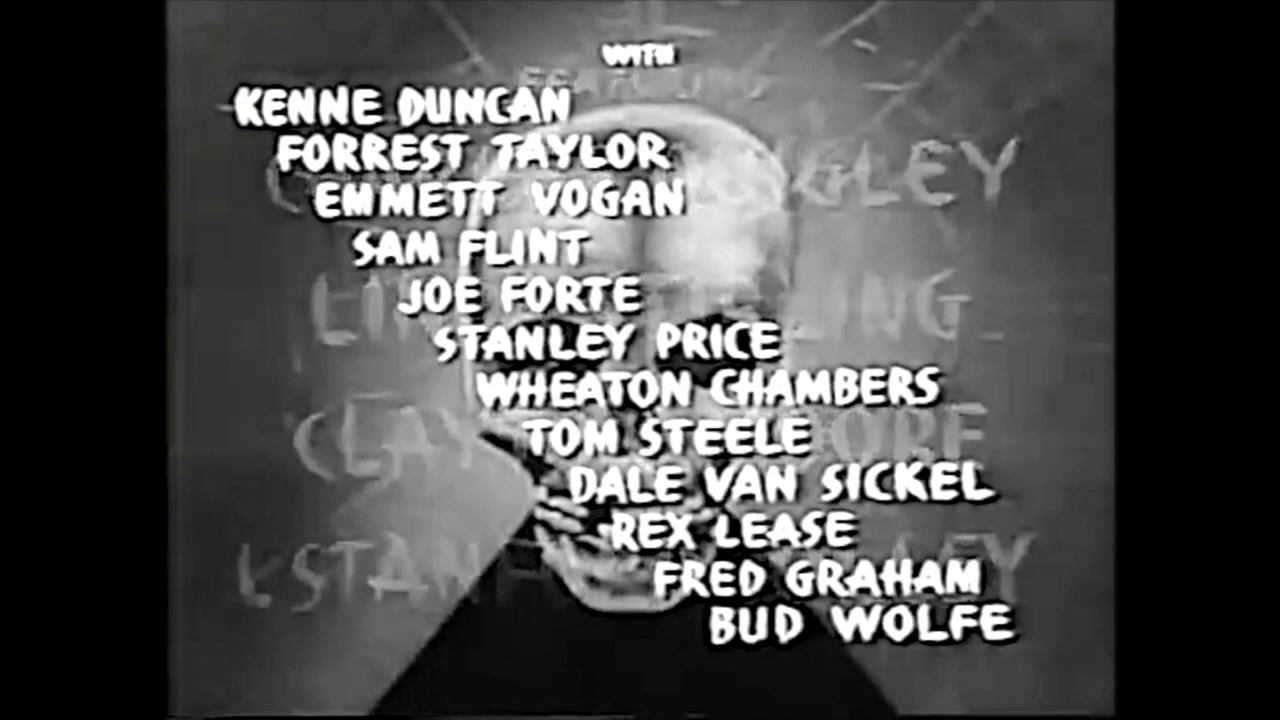 WITH
KENNE DUNCAN
FORREST TAYLOR
EMMETT VOGAN
SAM FLINT
JOE FORTE
STANLEY PRICE
WHEATON CHAMBERS
TOM STEELE
DALE VAN SICKEL
REX LEASE
FRED GRAHAM
BUD WOLFE